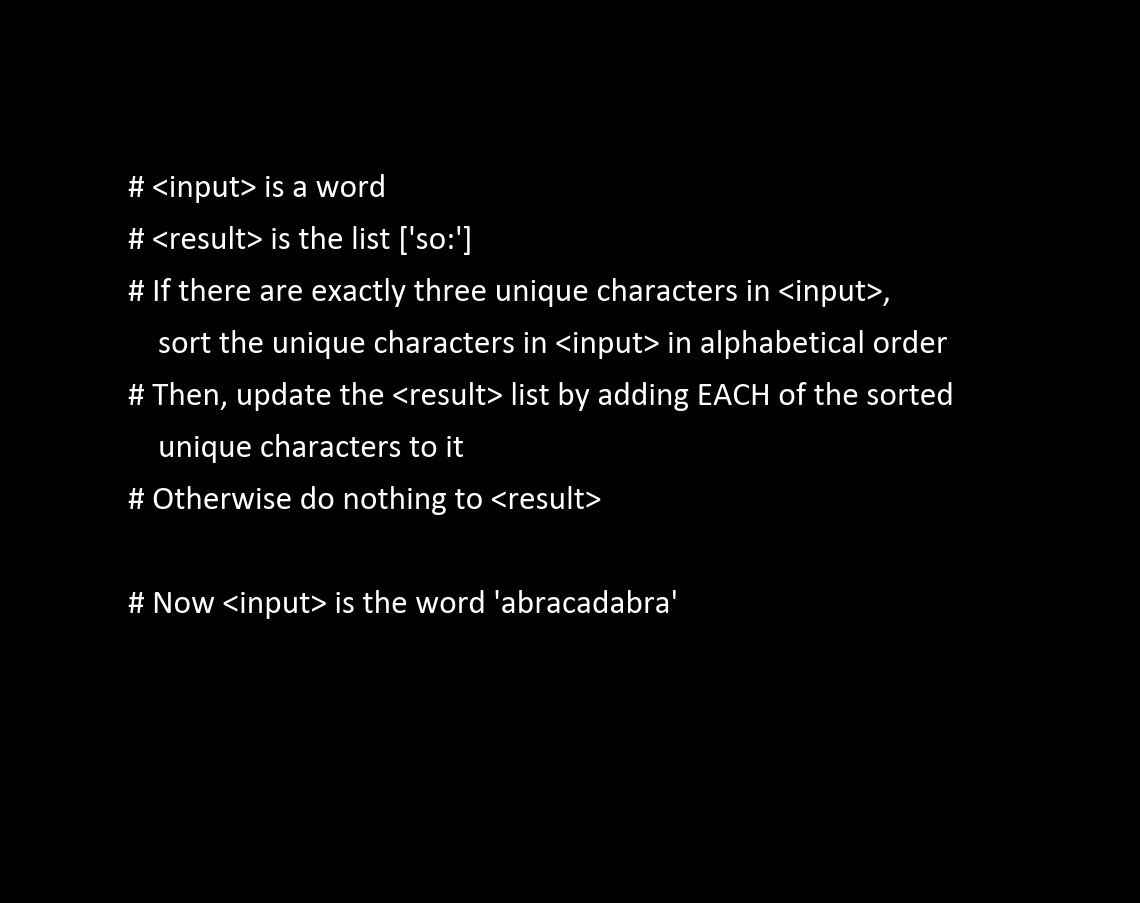 # <input> is a word
# <result> is the list ['so:']
# If there are exactly three unique characters in <input>,
sort the unique characters in <input> in alphabetical order
# Then, update the <result> list by adding EACH of the sorted
unique characters to it
# Otherwise do nothing to <result>
# Now <input> is the word 'abracadabra'